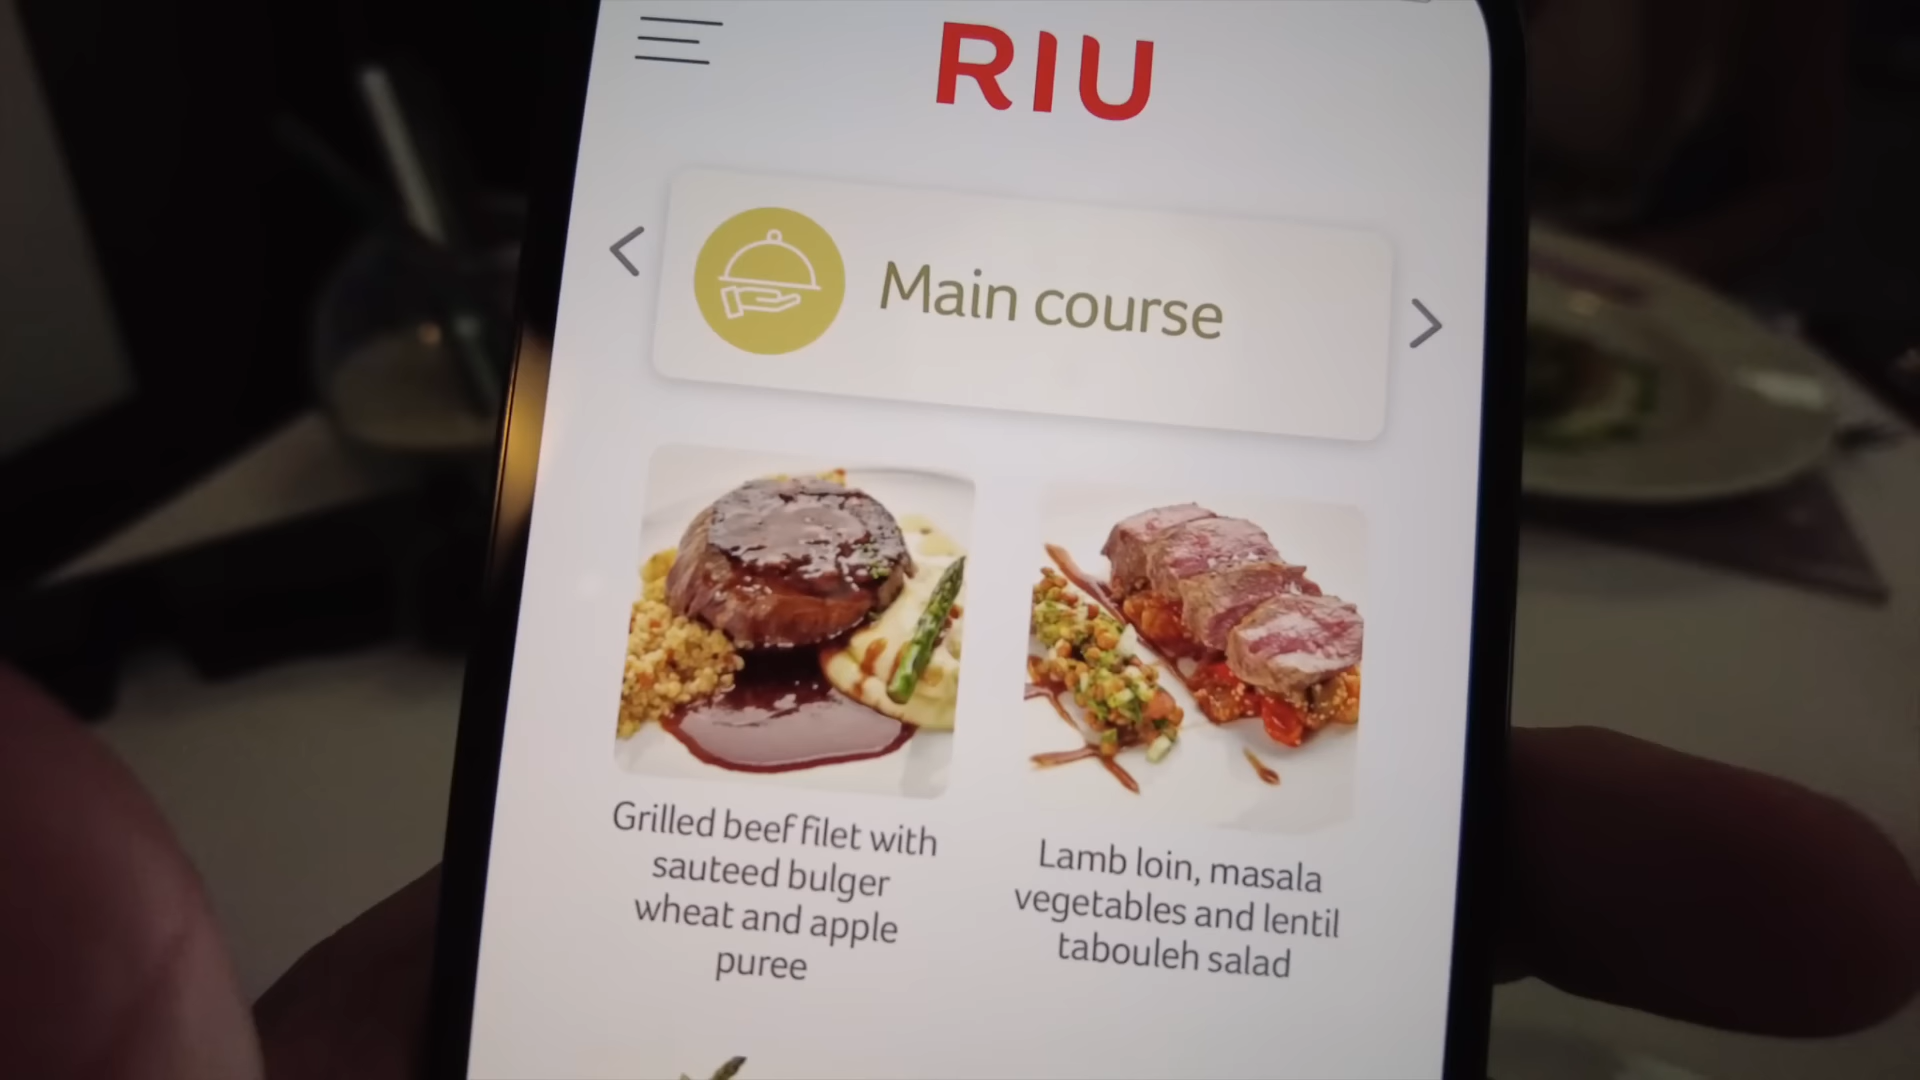 RIU
Main course
Grilled beef filet with
sauteed bulger
wheat and apple
puree
Lamb loin, masala
vegetables and lentil
tabouleh salad